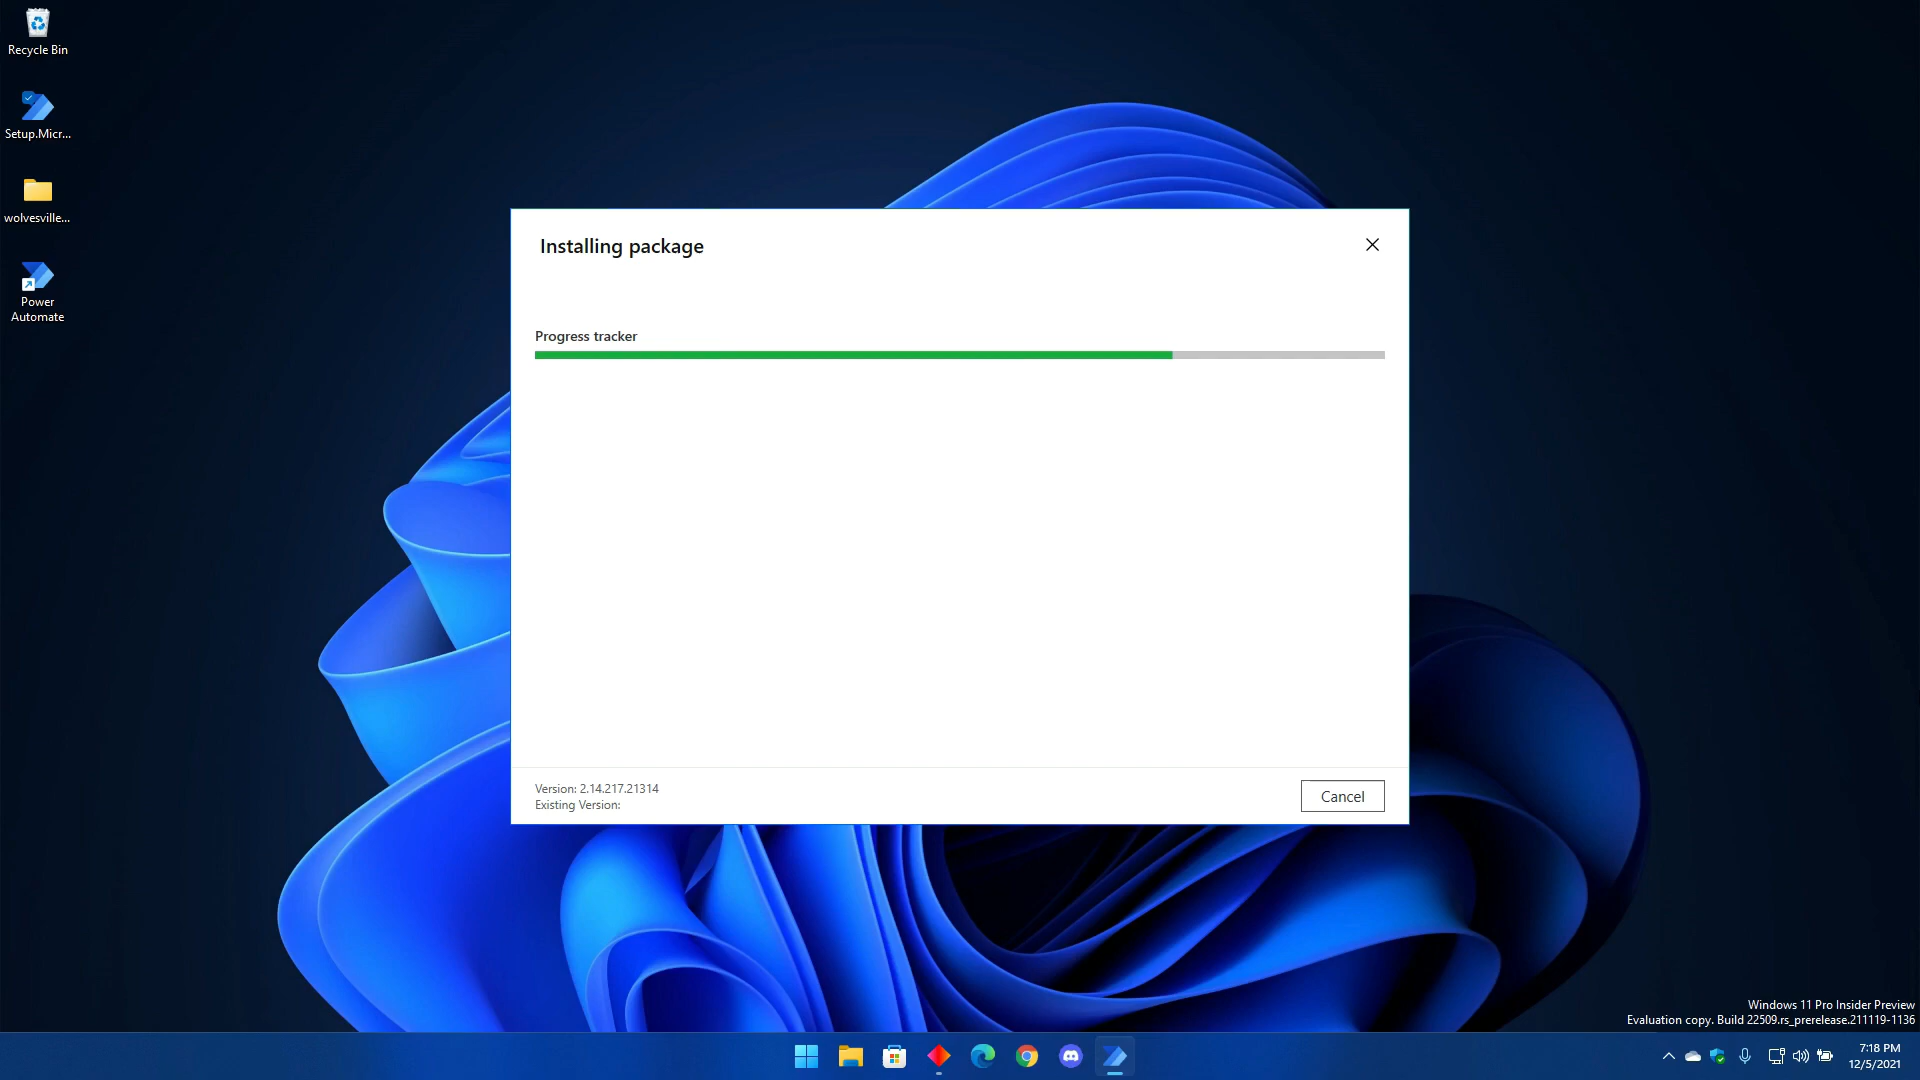 Recycle Bin
Setup.Micr...
wolvesville...
Power
Automate
Installing package
Progress tracker
Version: 2.14.217.21314
Existing Version:
Cancel
Windows 11 Pro Insider Preview
Evaluation copy. Build 22509.rs_prerelease.211119-1136
7:18 PM
12/5/2021